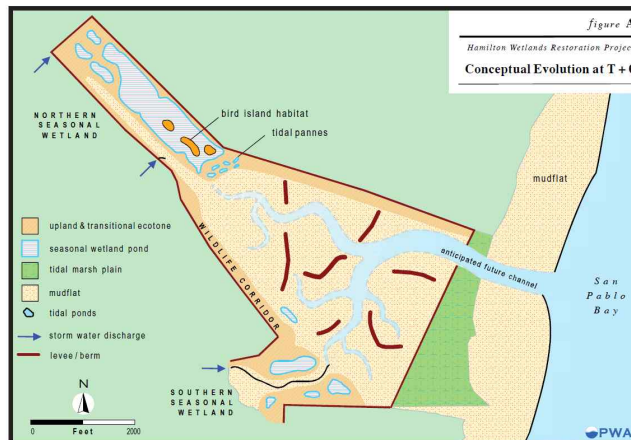 figure A
Hamilton Wetlands Restoration Projec
Conceptual Evolution at T +
NORTHERN
SEASONAL
WETLAND
bird island habitat
tidal pannes
mudflat
WILDLIFE CORRIDOR
anticipated future channel
San
Pablo
Bay
upland & transitional ecotone
seasonal wetland pond
tidal marsh plain
mudflat
tidal ponds
storm water discharge
levee / berm
N
0
2000
Feet
SOUTHERN
SEASONAL
WETLAND
PWA